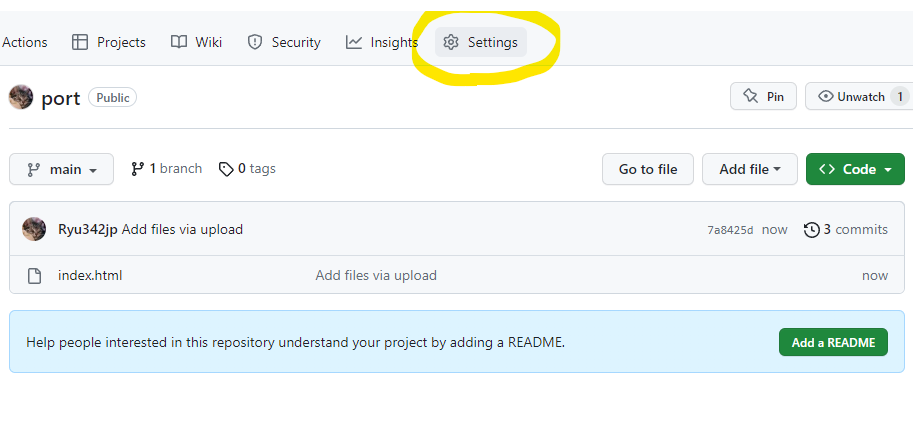 Actions Projects Wiki Security Insights Settings
port Public Pin Unwatch 1
main 1 branch 0 tags Go to file Add file <> Code
Ryu342jp Add files via upload 7a8425d now 3 commits
index.html Add files via upload now
Help people interested in this repository understand your project by adding a README. Add a README